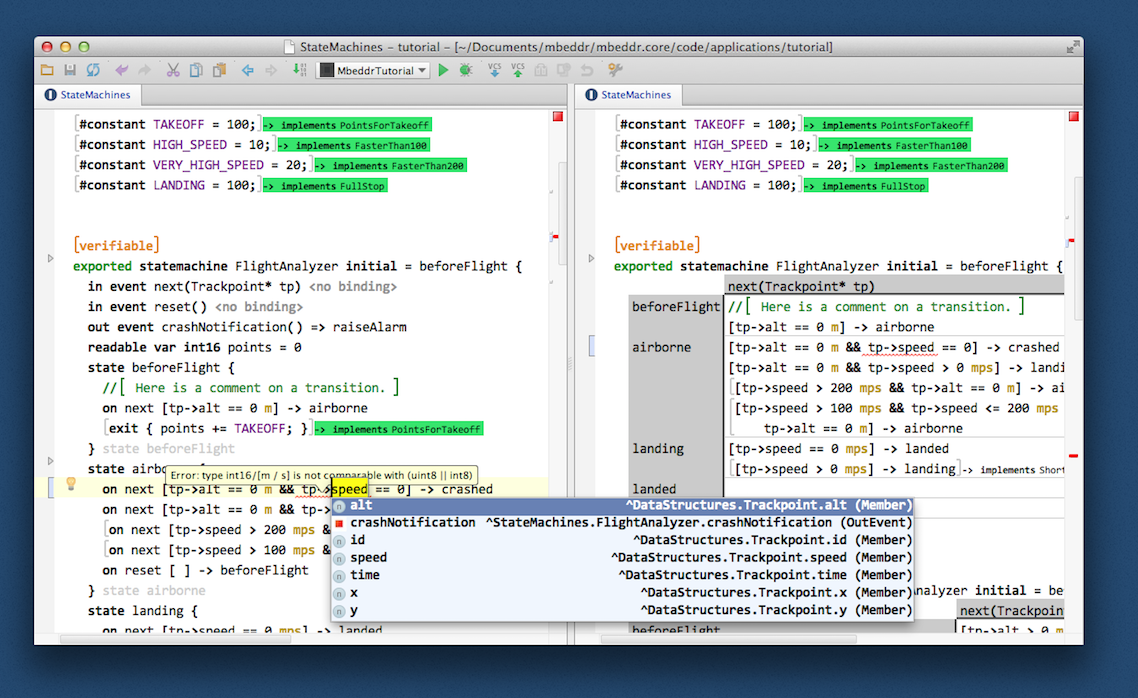 StateMachines - tutorial - [~/Documents/mbeddr/mbeddr.core/code/applications/tutorial]
MbeddrTutorial
VCS VCS
StateMachines
[#constant TAKEOFF = 100;] -> implements PointsForTakeoff
[#constant HIGH_SPEED = 10;] -> implements FasterThan100
[#constant VERY_HIGH_SPEED = 20;] -> implements FasterThan200
[#constant LANDING = 100;] -> implements FullStop
[verifiable]
exported statemachine FlightAnalyzer initial = beforeFlight {
in event next(Trackpoint* tp) <no binding>
in event reset() <no binding>
out event crashNotification() => raiseAlarm
readable var int16 points = 0
state beforeFlight {
//[ Here is a comment on a transition. ]
on next [tp->alt == 0 m] -> airborne
[exit { points += TAKEOFF; }] -> implements PointsForTakeoff
} state beforeFlight
state airb
Error: type int16/[m / s] is not comparable with (uint8 || int8)
on next [tp->alt == 0 m && tp->speed == 0] -> crashed
on next [tp->alt == 0 m && tp->
[on next [tp->speed > 200 mps &
[on next [tp->speed > 100 mps &
on reset [ ] -> beforeFlight
} state airborne
state landing {
on next [tp->speed == 0 mps] -> landed
alt ^DataStructures.Trackpoint.alt (Member)
crashNotification ^StateMachines.FlightAnalyzer.crashNotification (OutEvent)
id ^DataStructures.Trackpoint.id (Member)
speed ^DataStructures.Trackpoint.speed (Member)
time ^DataStructures.Trackpoint.time (Member)
x ^DataStructures.Trackpoint.x (Member)
y ^DataStructures.Trackpoint.y (Member)
StateMachines
[#constant TAKEOFF = 100;] -> implements PointsForTakeoff
[#constant HIGH_SPEED = 10;] -> implements FasterThan100
[#constant VERY_HIGH_SPEED = 20;] -> implements FasterThan200
[#constant LANDING = 100;] -> implements FullStop
[verifiable]
exported statemachine FlightAnalyzer initial = beforeFlight {
next(Trackpoint* tp)
beforeFlight //[ Here is a comment on a transition. ]
[tp->alt == 0 m] -> airborne
airborne [tp->alt == 0 m && tp->speed == 0] -> crashed
[tp->alt == 0 m && tp->speed > 0 mps] -> landi
[[tp->speed > 200 mps && tp->alt == 0 m] -> ai
[[tp->speed > 100 mps && tp->speed <= 200 mps
tp->alt == 0 m] -> airborne
landing [tp->speed == 0 mps] -> landed
[[tp->speed > 0 mps] -> landing] -> implements Short
landed
nalyzer initial = be
next(Trackpoin
beforeFlight [tp->alt > 0 m